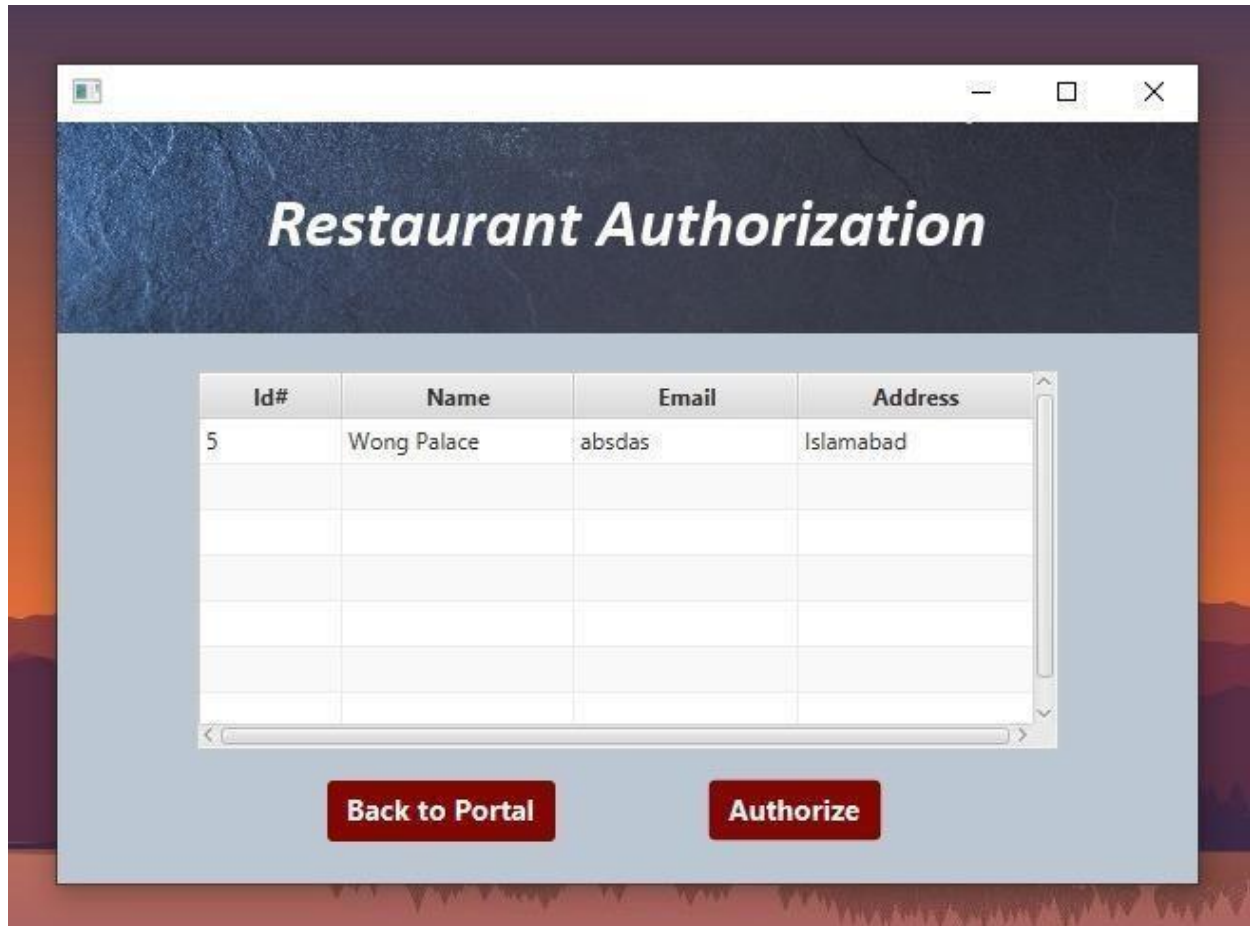 Restaurant Authorization
Id# Name Email Address
5 Wong Palace absdas Islamabad
Back to Portal Authorize